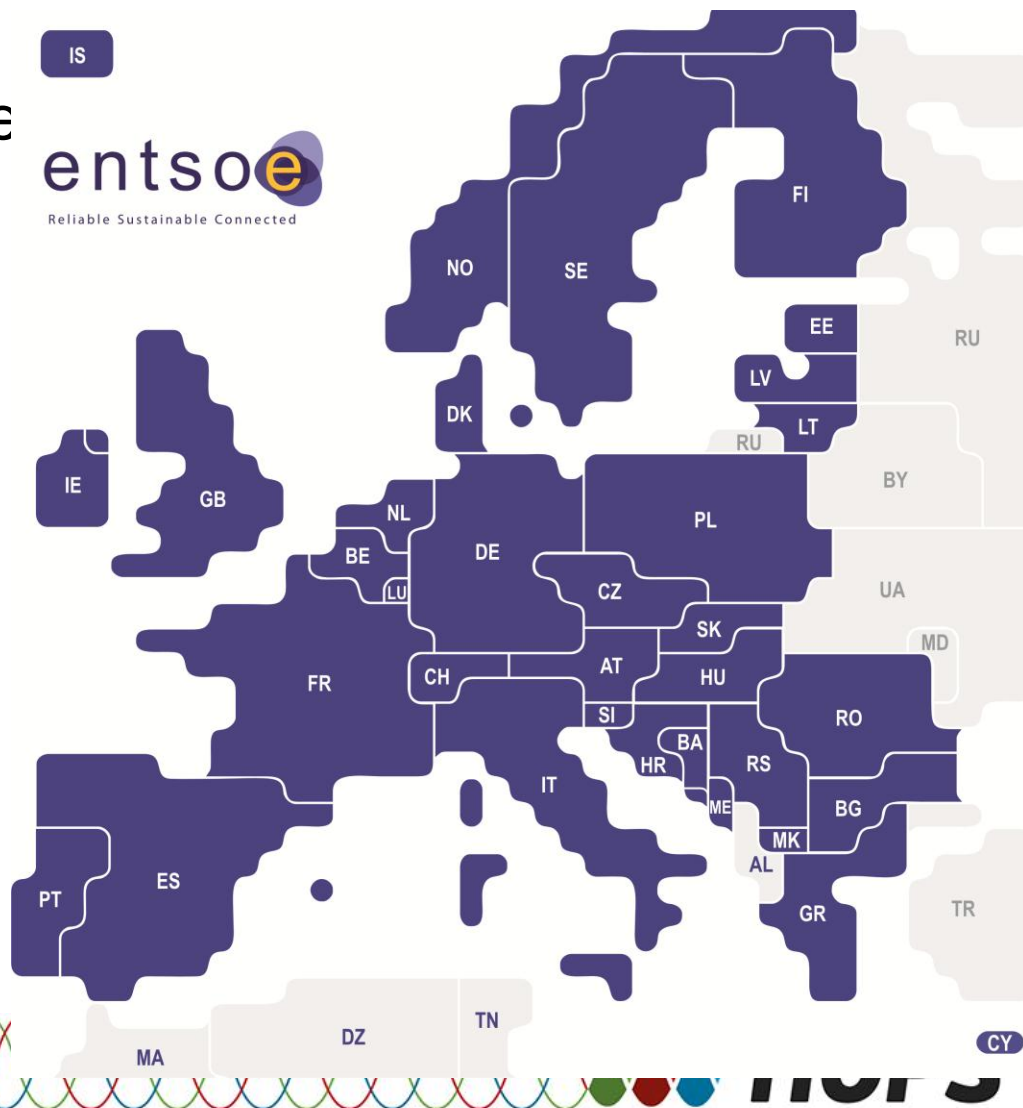 IS
e
entsoe
Reliable Sustainable Connected
FI
NO
SE
EE
RU
LV
DK
LT
RU
BY
IE
GB
NL
PL
BE
DE
LU
CZ
UA
SK
MD
FR
CH
AT
HU
SI
RO
BA
HR
RS
IT
ME
BG
MK
AL
ES
PT
GR
TR
TN
DZ
CY
MA
HOPS